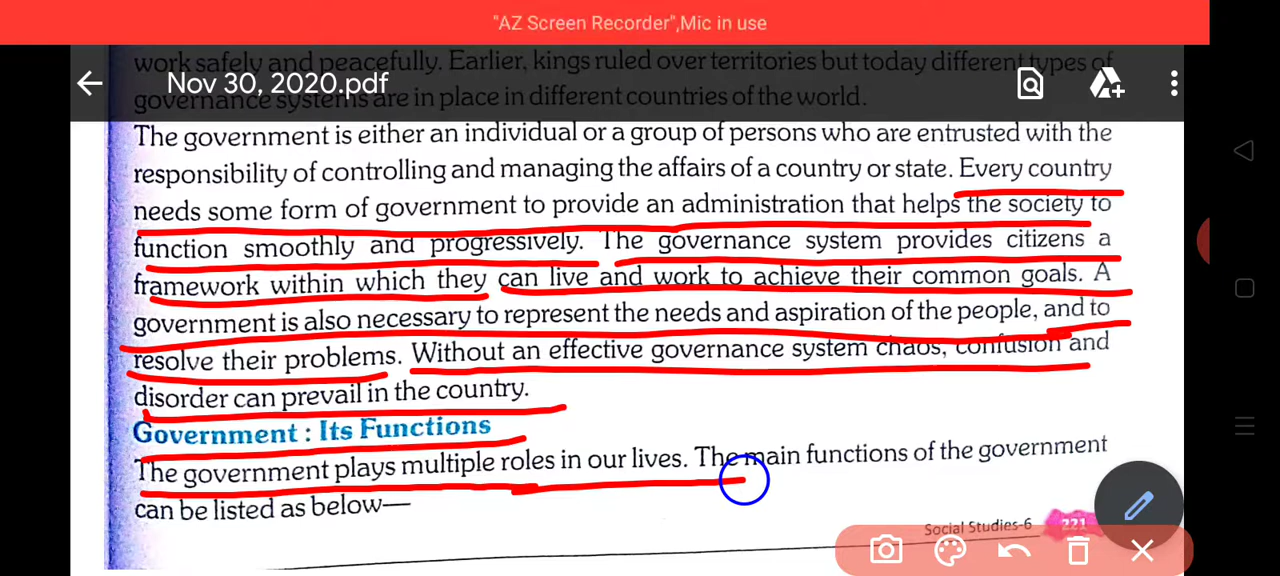 "AZ Screen Recorder",Mic in use
work safely and peacefully. Earlier, kings ruled over territories but today different types of
Nov 30, 2020.pdf
governance systems are in place in different countries of the world.
The government is either an individual or a group of persons who are entrusted with the
responsibility of controlling and managing the affairs of a country or state. Every country
needs some form of government to provide an administration that helps the society to
function smoothly and progressively. The governance system provides citizens a
framework within which they can live and work to achieve their common goals. A
government is also necessary to represent the needs and aspiration of the people, and to
resolve their problems. Without an effective governance system chaos, confusion and
disorder can prevail in the country.
Government : Its Functions
The government plays multiple roles in our lives. The main functions of the government
can be listed as below—
Social Studies-6 221